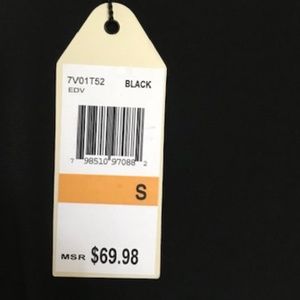 7V01T52 BLACK
EDV
7 98510 97088 2
S
MSR $69.98